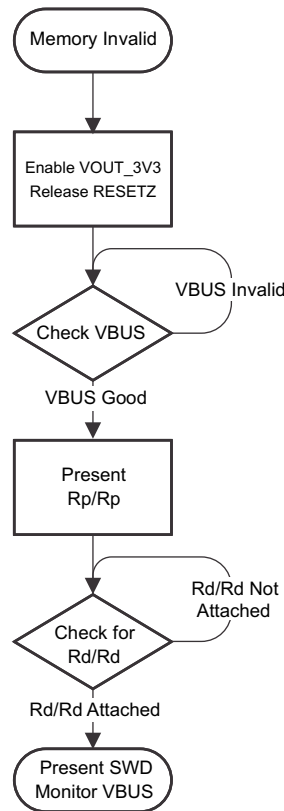 Memory Invalid
Enable VOUT_3V3
Release RESETZ
VBUS Invalid
Check VBUS
VBUS Good
Present
Rp/Rp
Rd/Rd Not
Attached
Check for
Rd/Rd
Rd/Rd Attached
Present SWD
Monitor VBUS